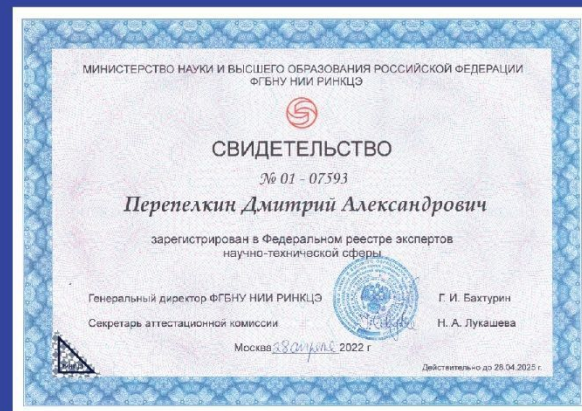 МИНИСТЕРСТВО НАУКИ И ВЫСШЕГО ОБРАЗОВАНИЯ РОССИЙСКОЙ ФЕДЕРАЦИИ
ФГБНУ НИИ РИНКЦЭ
СВИДЕТЕЛЬСТВО
№ 01 - 07593
Перепелкин Дмитрий Александрович
зарегистрирован в Федеральном реестре экспертов
научно-технической сферы
Генеральный директор ФГБНУ НИИ РИНКЦЭ Г. И. Бахтурин
Секретарь аттестационной комиссии Н. А. Лукашева
Москва 28 апреля 2022 г
Действительно до 28.04.2025 г.